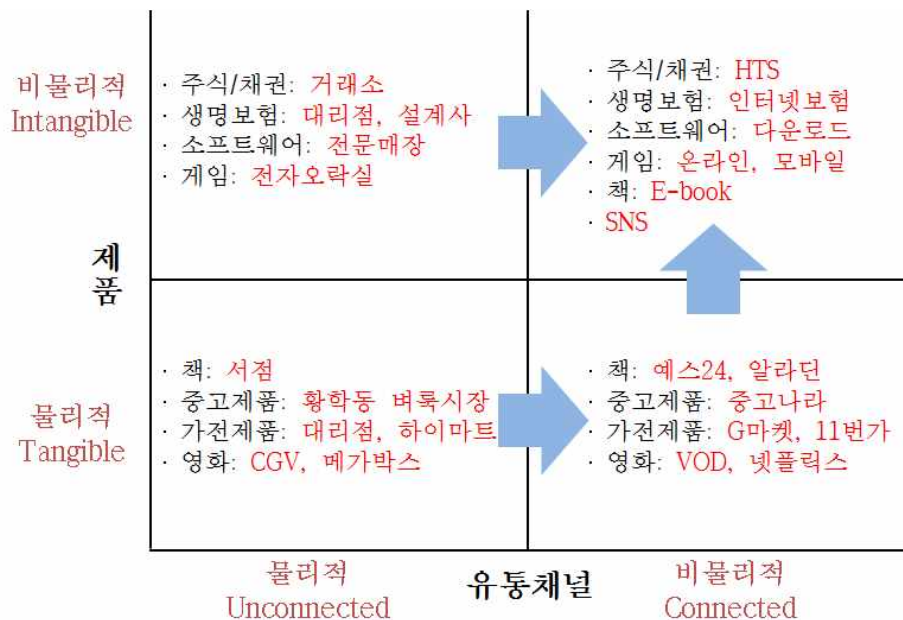 비물리적
Intangible
· 주식/채권: 거래소
· 생명보험: 대리점, 설계사
· 소프트웨어: 전문매장
· 게임: 전자오락실
· 주식/채권: HTS
· 생명보험: 인터넷보험
· 소프트웨어: 다운로드
· 게임: 온라인, 모바일
· 책: E-book
· SNS
제
품
물리적
Tangible
· 책: 서점
· 중고제품: 황학동 벼룩시장
· 가전제품: 대리점, 하이마트
· 영화: CGV, 메가박스
· 책: 예스24, 알라딘
· 중고제품: 중고나라
· 가전제품: G마켓, 11번가
· 영화: VOD, 넷플릭스
물리적
Unconnected
유통채널
비물리적
Connected